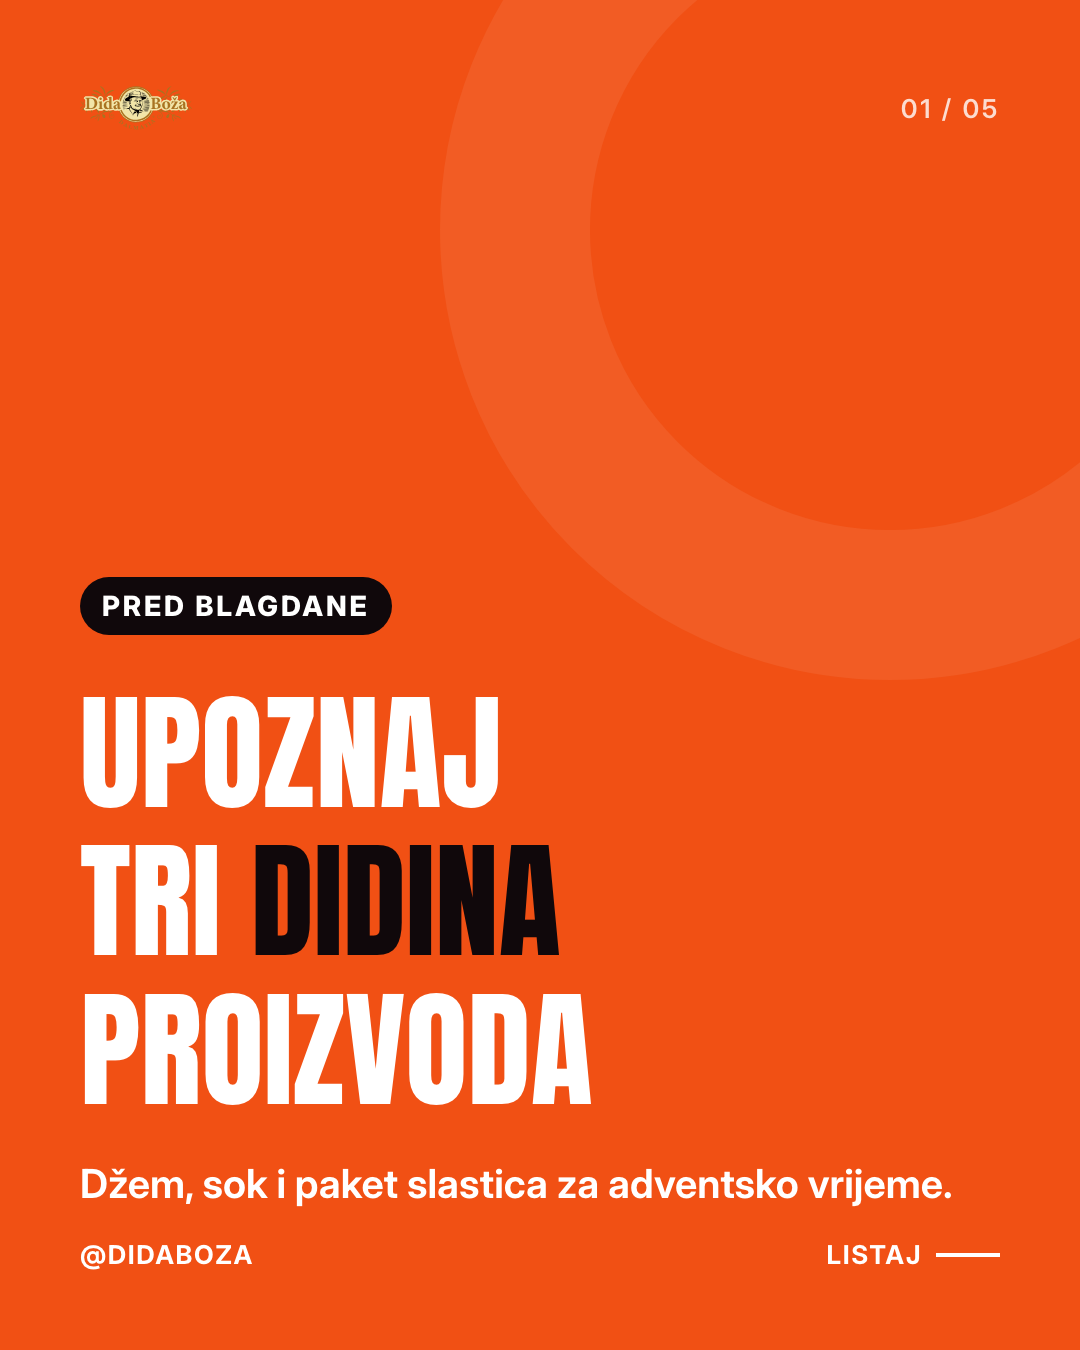 Dida Boža
01 / 05
PRED BLAGDANE
UPOZNAJ
TRI DIDINA
PROIZVODA
Džem, sok i paket slastica za adventsko vrijeme.
@DIDABOZA
LISTAJ